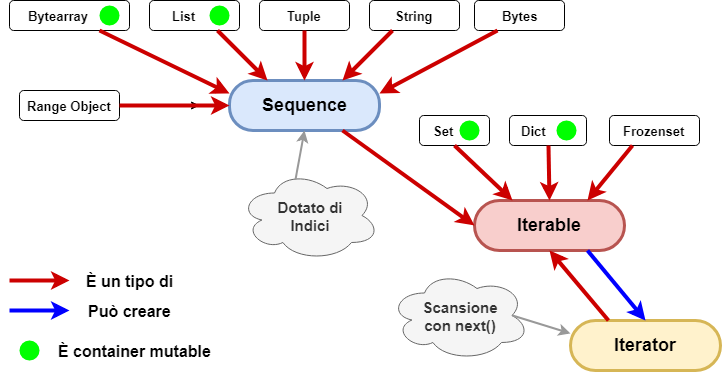 Bytearray
List
Tuple
String
Bytes
Range Object
Sequence
Set
Dict
Frozenset
Dotato di
Indici
Iterable
È un tipo di
Può creare
Scansione
con next()
È container mutable
Iterator